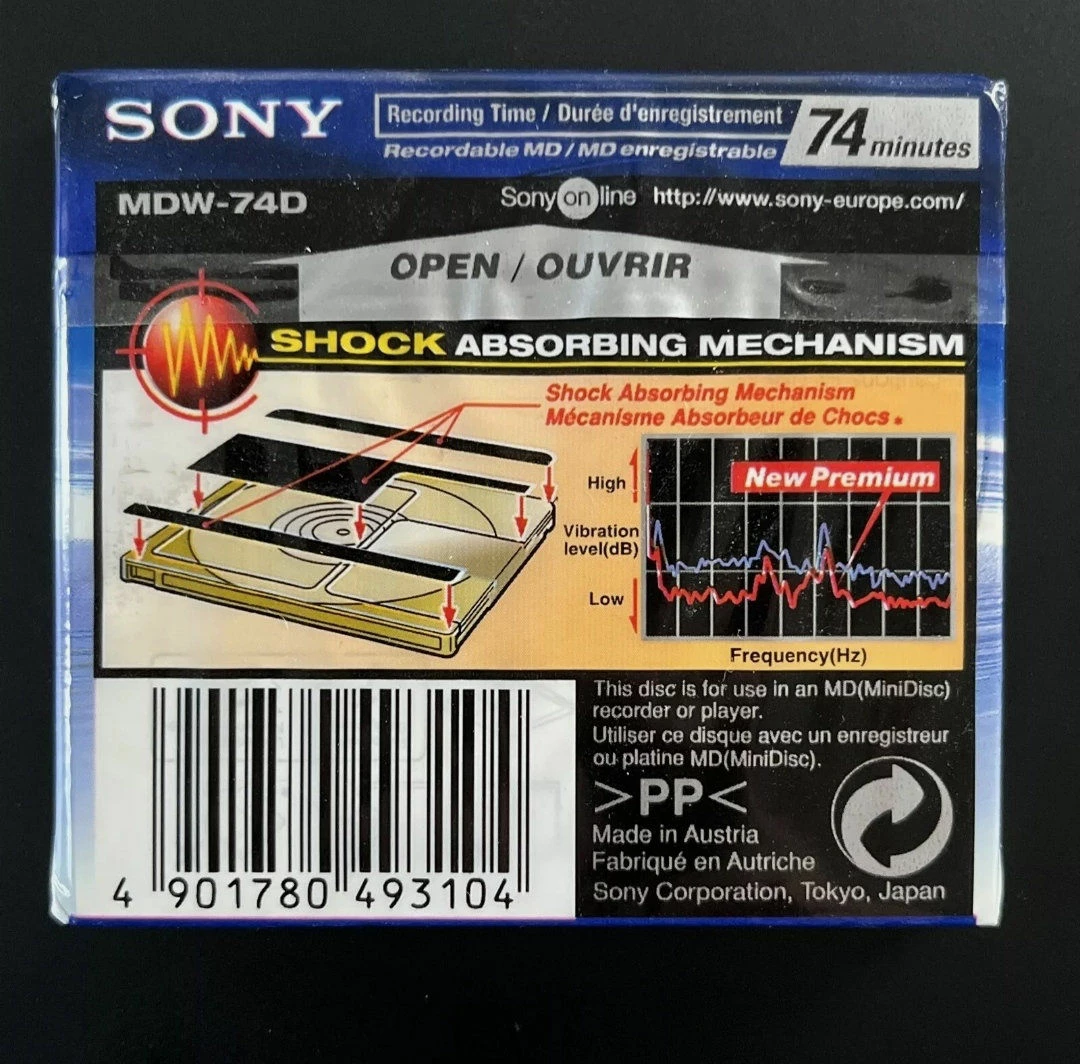 SONY
Recording Time / Durée d'enregistrement
Recordable MD / MD enregistrable
74 minutes
MDW-74D
Sony on line http://www.sony-europe.com/
OPEN / OUVRIR
SHOCK ABSORBING MECHANISM
Shock Absorbing Mechanism
Mécanisme Absorbeur de Chocs
High
Vibration
level(dB)
Low
New Premium
Frequency(Hz)
This disc is for use in an MD(MiniDisc)
recorder or player.
Utiliser ce disque avec un enregistreur
ou platine MD(MiniDisc).
>PP<
Made in Austria
Fabriqué en Autriche
Sony Corporation, Tokyo, Japan
4 901780 493104